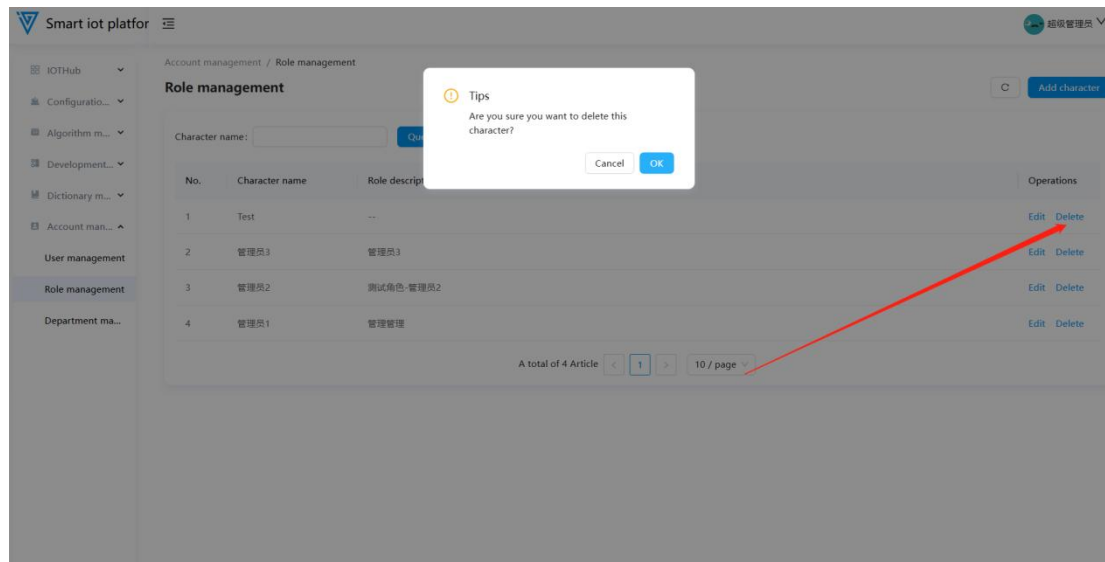 Smart iot platfor
超级管理员
IOTHub
Configuratio...
Algorithm m...
Development...
Dictionary m...
Account man...
User management
Role management
Department ma...
Account management / Role management
Role management
Add character
Character name:
Tips
Are you sure you want to delete this
character?
Cancel OK
No. Character name Role descrip Operations
1 Test -- Edit Delete
2 管理员3 管理员3 Edit Delete
3 管理员2 测试角色-管理员2 Edit Delete
4 管理员1 管理管理 Edit Delete
A total of 4 Article < 1 > 10 / page